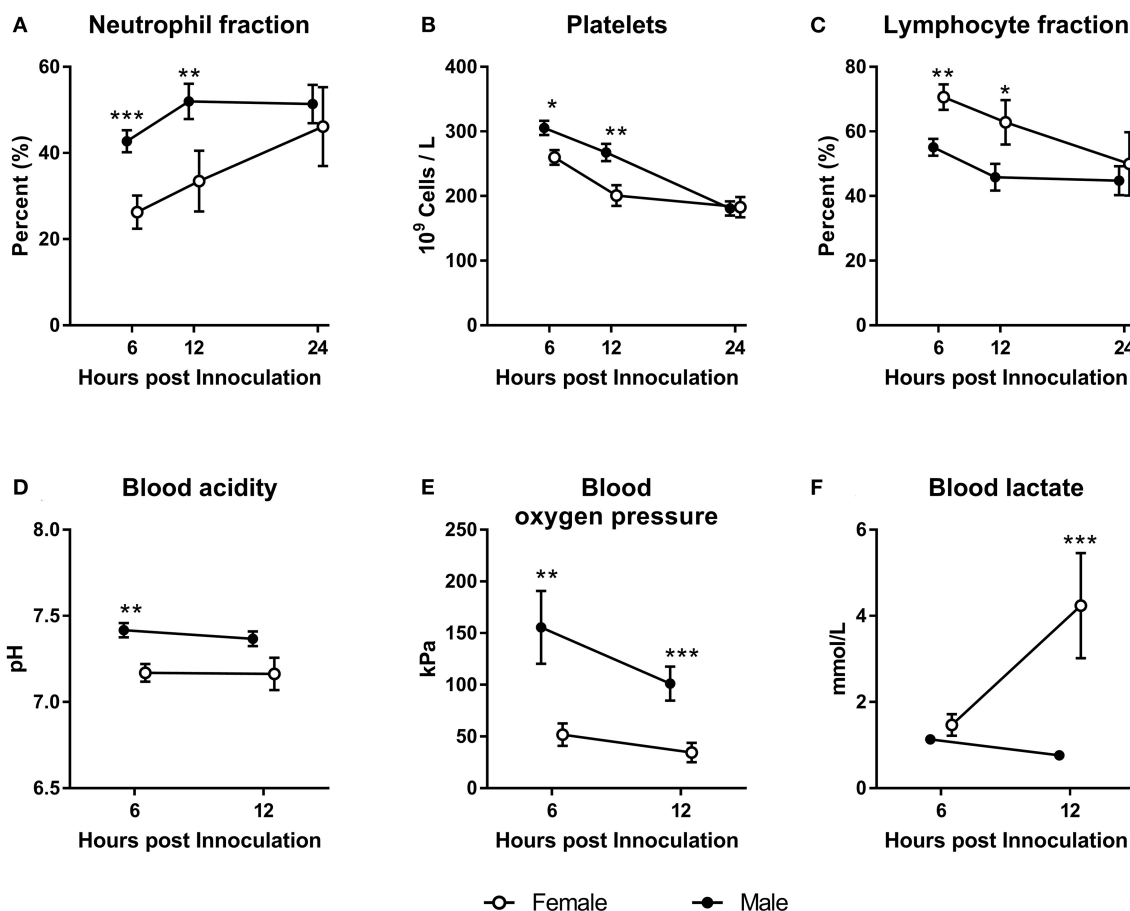 A Neutrophil fraction
60
40
20
0
Percent (%)
***
**
6 12 24
Hours post Innoculation
B Platelets
400
300
200
100
0
10⁹ Cells / L
*
**
6 12 24
Hours post Innoculation
C Lymphocyte fraction
80
60
40
20
0
Percent (%)
**
*
6 12 24
Hours post Innoculation
D Blood acidity
8.0
7.5
7.0
6.5
pH
**
6 12
Hours post Innoculation
E Blood
oxygen pressure
250
200
150
100
50
0
kPa
**
***
6 12
Hours post Innoculation
F Blood lactate
6
4
2
0
mmol/L
***
6 12
Hours post Innoculation
Female Male